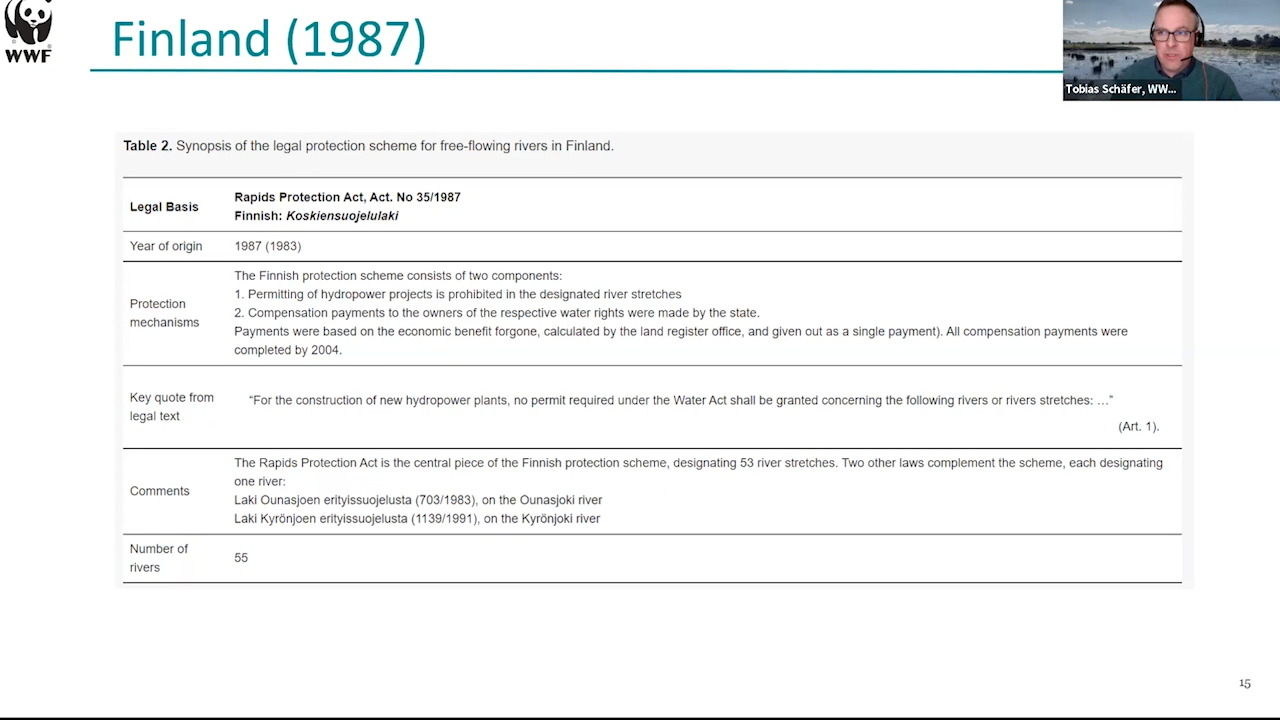 WWF
Finland (1987)
Tobias Schäfer, WW...
Table 2. Synopsis of the legal protection scheme for free-flowing rivers in Finland.
Legal Basis
Rapids Protection Act, Act. No 35/1987
Finnish: Koskiensuojelulaki
Year of origin
1987 (1983)
Protection
mechanisms
The Finnish protection scheme consists of two components:
1. Permitting of hydropower projects is prohibited in the designated river stretches
2. Compensation payments to the owners of the respective water rights were made by the state.
Payments were based on the economic benefit forgone, calculated by the land register office, and given out as a single payment). All compensation payments were
completed by 2004.
Key quote from
legal text
“For the construction of new hydropower plants, no permit required under the Water Act shall be granted concerning the following rivers or rivers stretches: …”
(Art. 1).
Comments
The Rapids Protection Act is the central piece of the Finnish protection scheme, designating 53 river stretches. Two other laws complement the scheme, each designating
one river:
Laki Ounasjoen erityissuojelusta (703/1983), on the Ounasjoki river
Laki Kyrönjoen erityissuojelusta (1139/1991), on the Kyrönjoki river
Number of
rivers
55
15